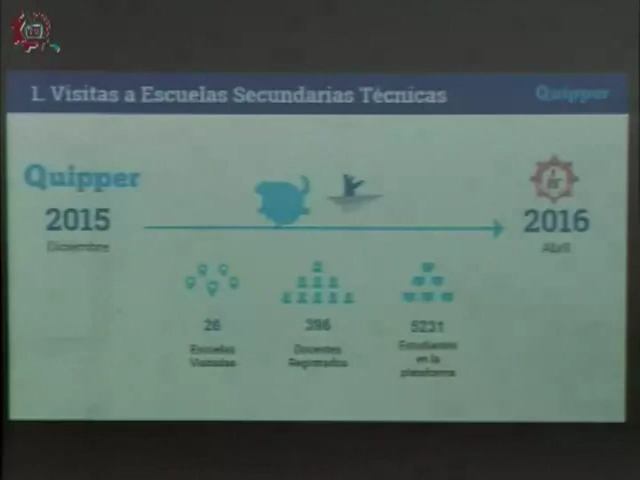 1. Visitas a Escuelas Secundarias Técnicas
Quipper
Quipper
2015
Diciembre
2016
Abril
26
Escuelas
Visitadas
396
Docentes
Registrados
5231
Estudiantes
en la
plataforma